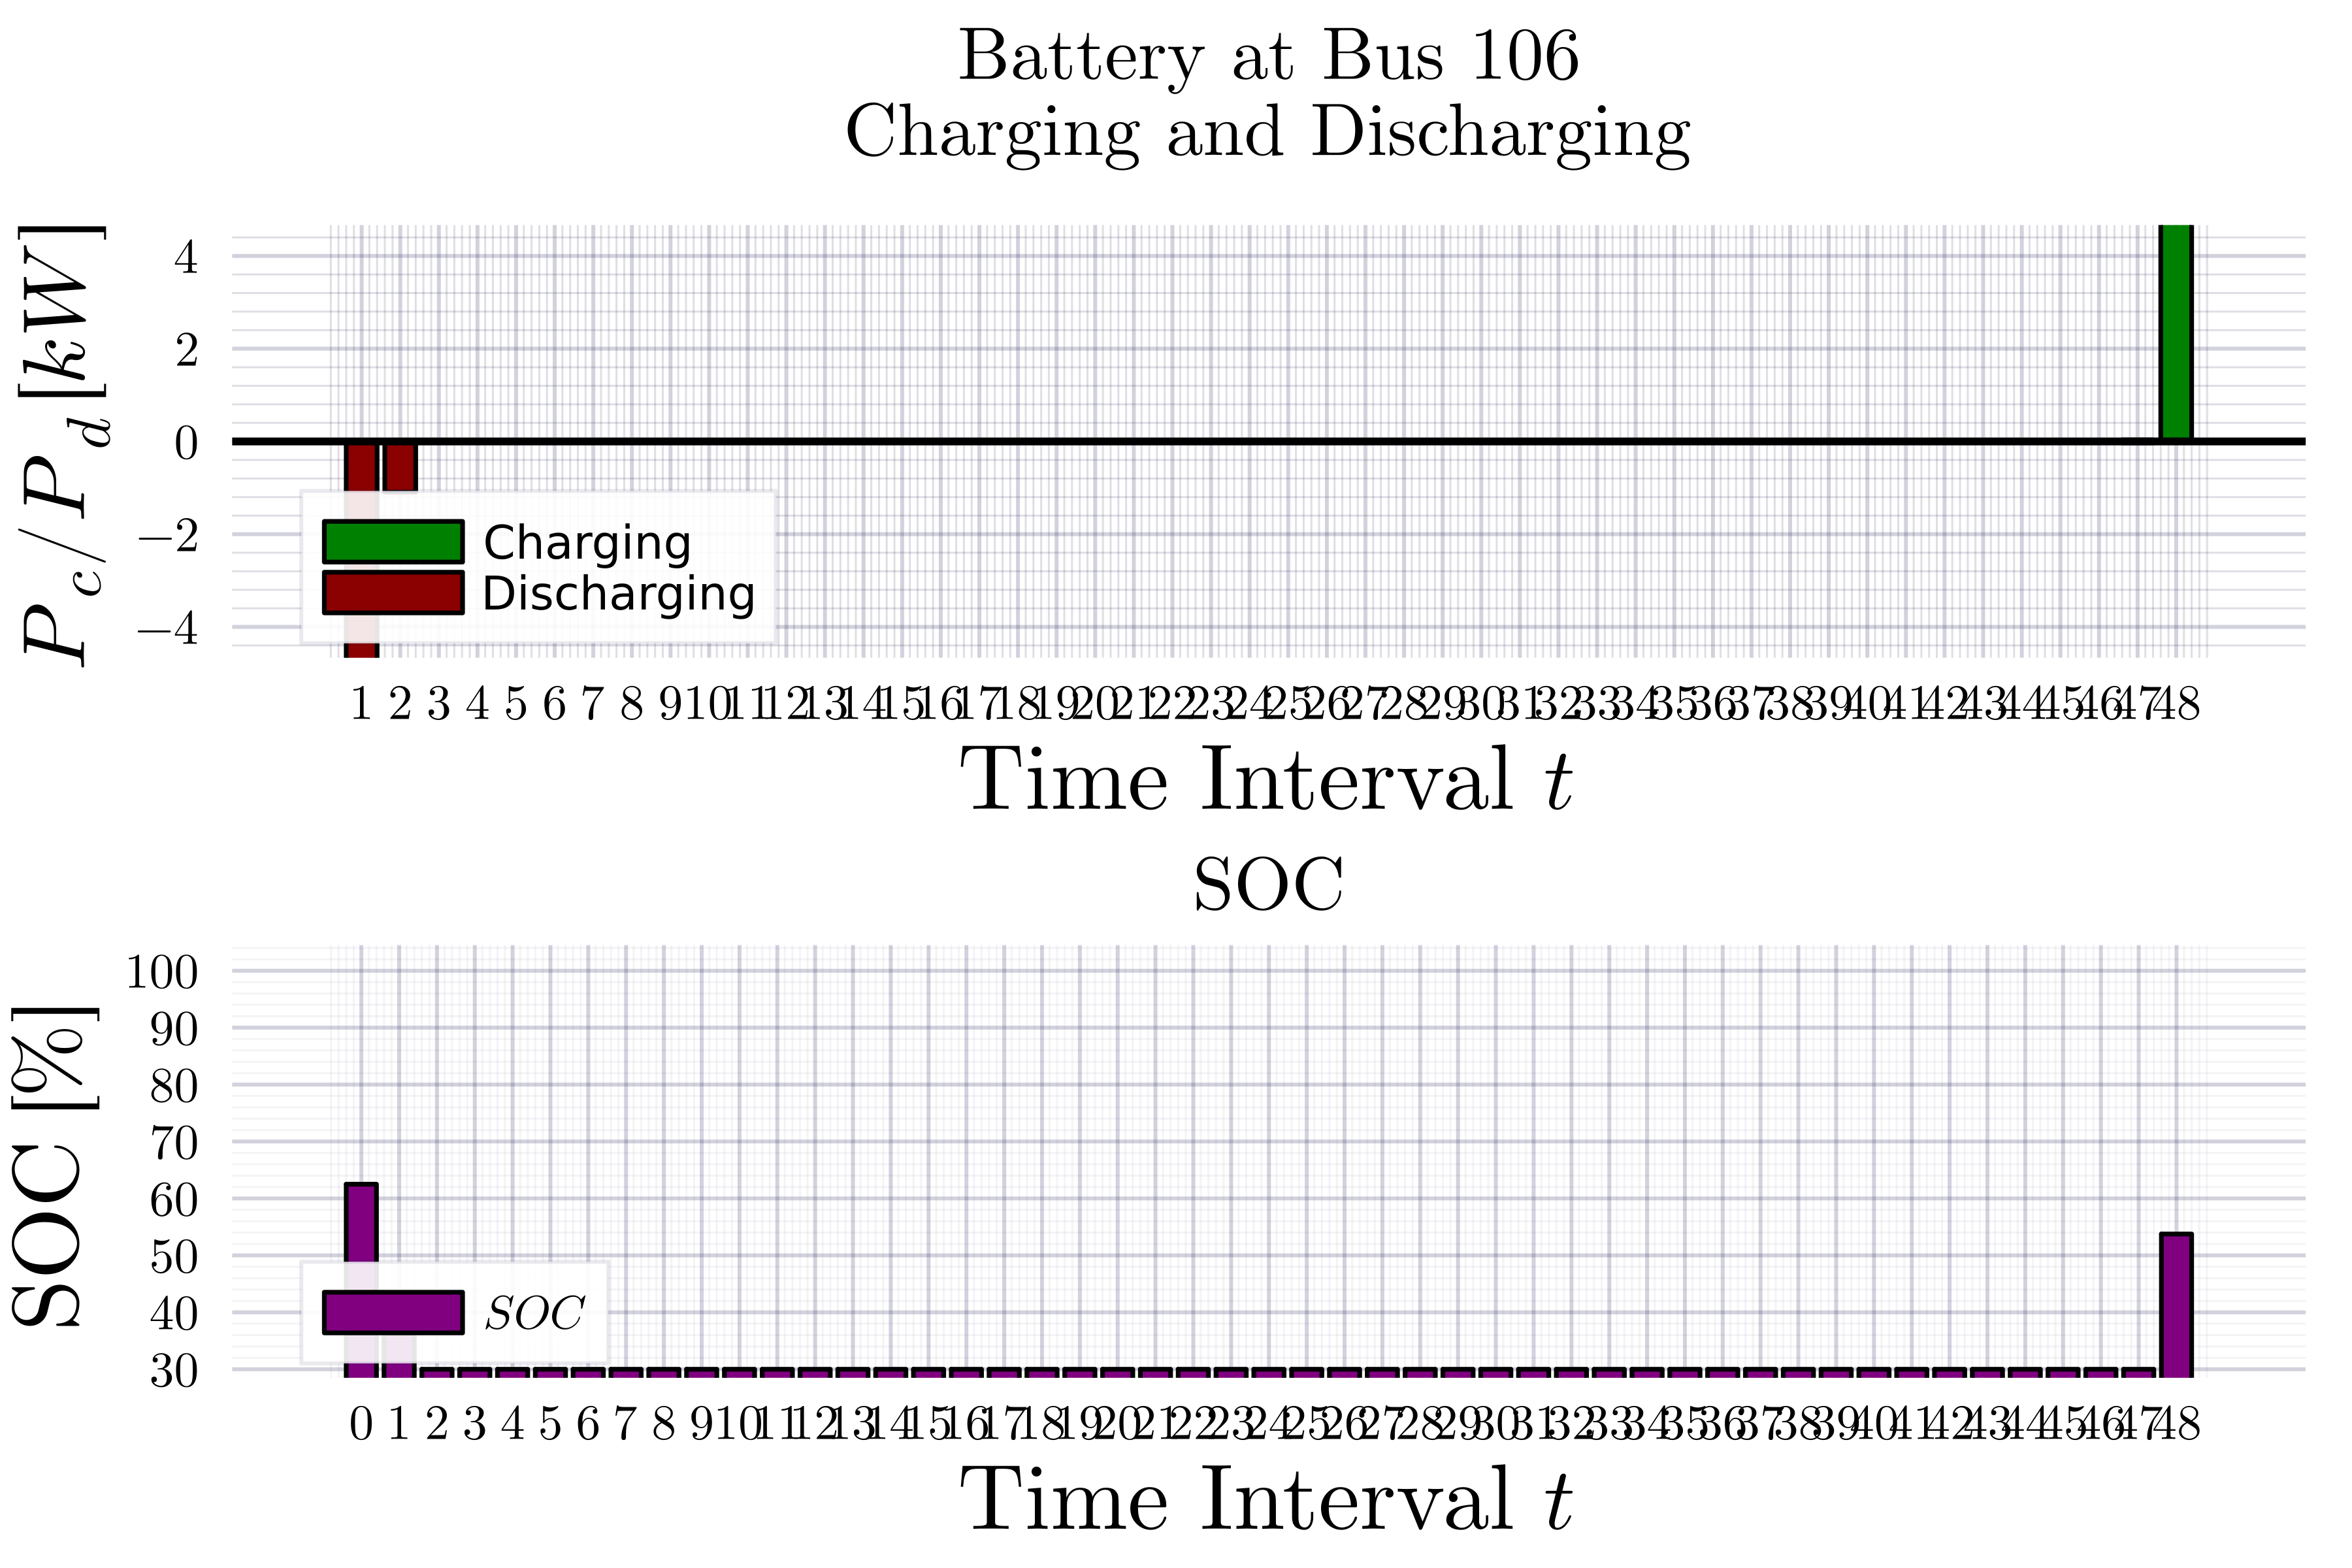 Battery at Bus 106
Charging and Discharging
P_c/P_d [kW]
4
2
0
−2
−4
Charging
Discharging
1 2 3 4 5 6 7 8 9 10 11 12 13 14 15 16 17 18 19 20 21 22 23 24 25 26 27 28 29 30 31 32 33 34 35 36 37 38 39 40 41 42 43 44 45 46 47 48
Time Interval t
SOC
SOC [%]
100
90
80
70
60
50
40
30
SOC
0 1 2 3 4 5 6 7 8 9 10 11 12 13 14 15 16 17 18 19 20 21 22 23 24 25 26 27 28 29 30 31 32 33 34 35 36 37 38 39 40 41 42 43 44 45 46 47 48
Time Interval t